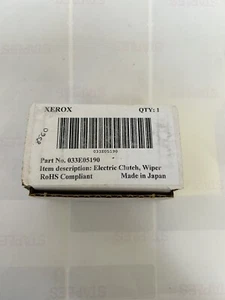 XEROX QTY: 1
033E05190
Part No. 033E05190
Item description: Electric Clutch, Wiper
RoHS Compliant Made in Japan